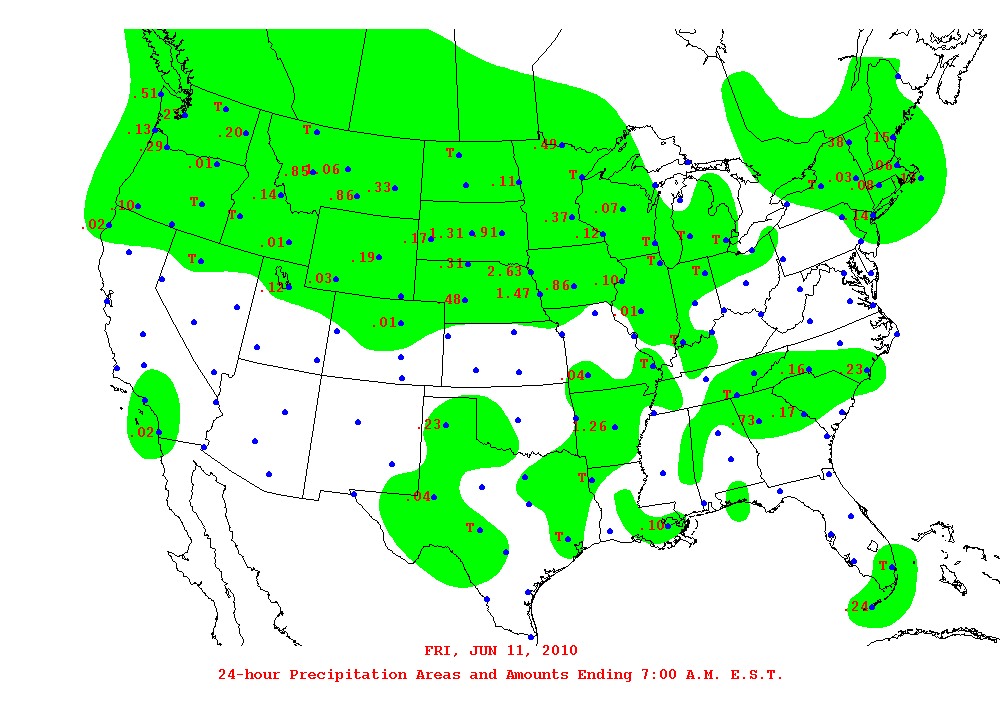 .51
T
.13
.20
T
.29
.49
.38
.15
.01
T
.85
.06
.06
.11
T
.33
.03
.08
T
.14
.86
T
.10
T
.37
.07
.14
.02
.17
1.31
.91
.12
T
T
T
.01
.19
T
.31
2.63
T
T
.12
.03
1.47
.86
.10
.48
.01
.01
T
.04
T
.16
.23
T
.02
.23
1.26
.73
.17
.04
T
T
T
.10
T
.24
FRI, JUN 11, 2010
24-hour Precipitation Areas and Amounts Ending 7:00 A.M. E.S.T.